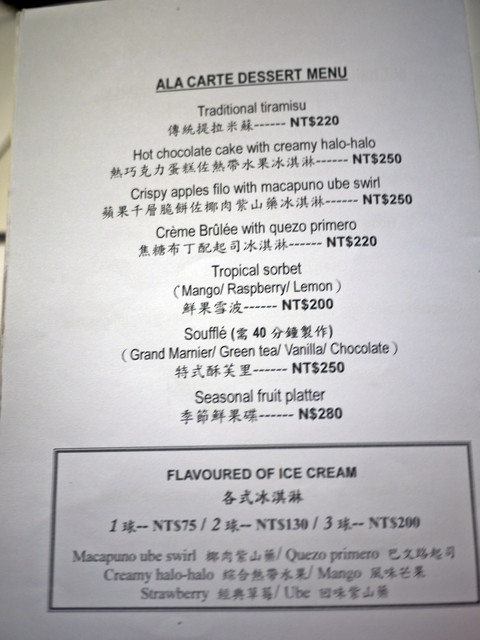 ALA CARTE DESSERT MENU
Traditional tiramisu
傳統提拉米蘇------ NT$220
Hot chocolate cake with creamy halo-halo
熱巧克力蛋糕佐熱帶水果冰淇淋------ NT$250
Crispy apples filo with macapuno ube swirl
蘋果千層脆餅佐椰肉紫山藥冰淇淋------ NT$250
Crème Brûlée with quezo primero
焦糖布丁配起司冰淇淋------ NT$220
Tropical sorbet
(Mango/ Raspberry/ Lemon)
鮮果雪波------ NT$200
Soufflé (需 40 分鐘製作)
(Grand Marnier/ Green tea/ Vanilla/ Chocolate)
特式酥芙里------ NT$250
Seasonal fruit platter
季節鮮果碟------ N$280
FLAVOURED OF ICE CREAM
各式冰淇淋
1 球-- NT$75 / 2 球-- NT$130 / 3 球-- NT$200
Macapuno ube swirl 椰肉紫山藥/ Quezo primero 巴文路起司
Creamy halo-halo 綜合熱帶水果/ Mango 風味芒果
Strawberry 經典草莓/ Ube 回味紫山藥